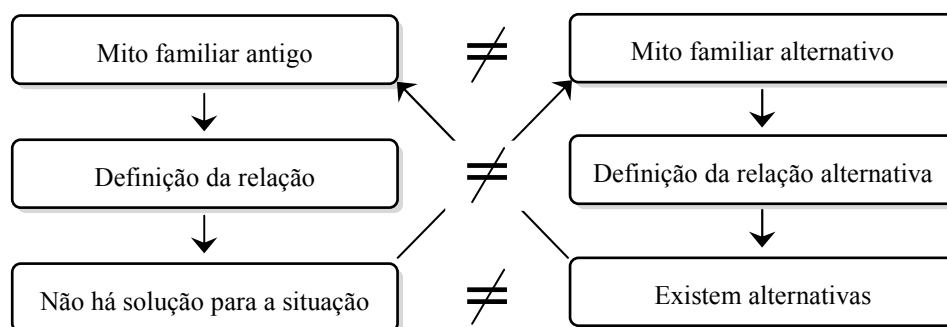 Mito familiar antigo
≠
Mito familiar alternativo
Definição da relação
≠
Definição da relação alternativa
Não há solução para a situação
≠
Existem alternativas